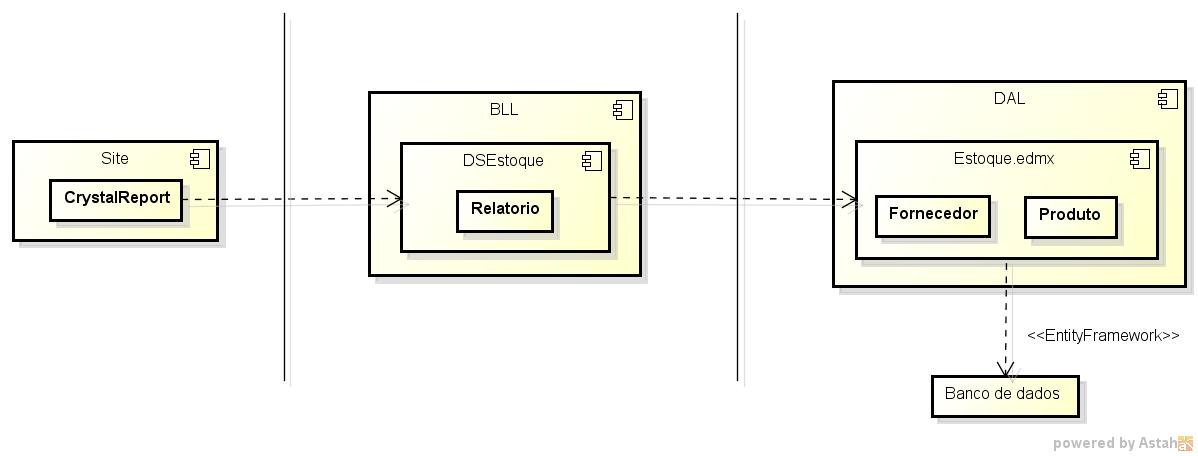 Site
CrystalReport
BLL
DSEstoque
Relatorio
DAL
Estoque.edmx
Fornecedor
Produto
<<EntityFramework>>
Banco de dados
powered by Astah